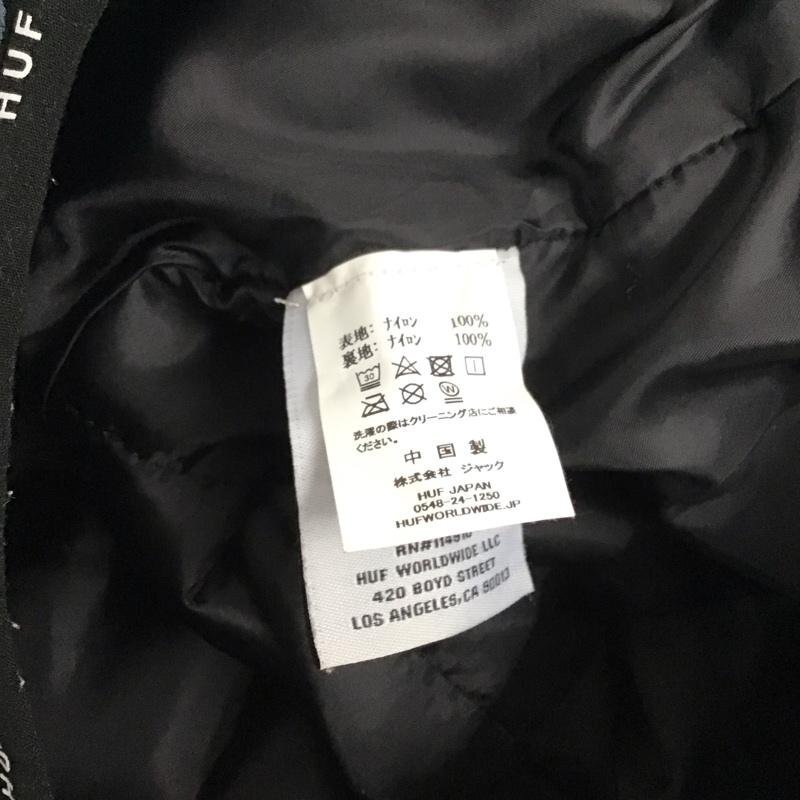 HUF
表地: ﾅｲﾛﾝ 100%
裏地: ﾅｲﾛﾝ 100%
30
W
洗濯の際はクリーニング店にご相談
ください。
中国製
株式会社 ジャック
HUF JAPAN
0548-24-1250
HUFWORLDWIDE.JP
RN#114910
HUF WORLDWIDE LLC
420 BOYD STREET
LOS ANGELES,CA 90013